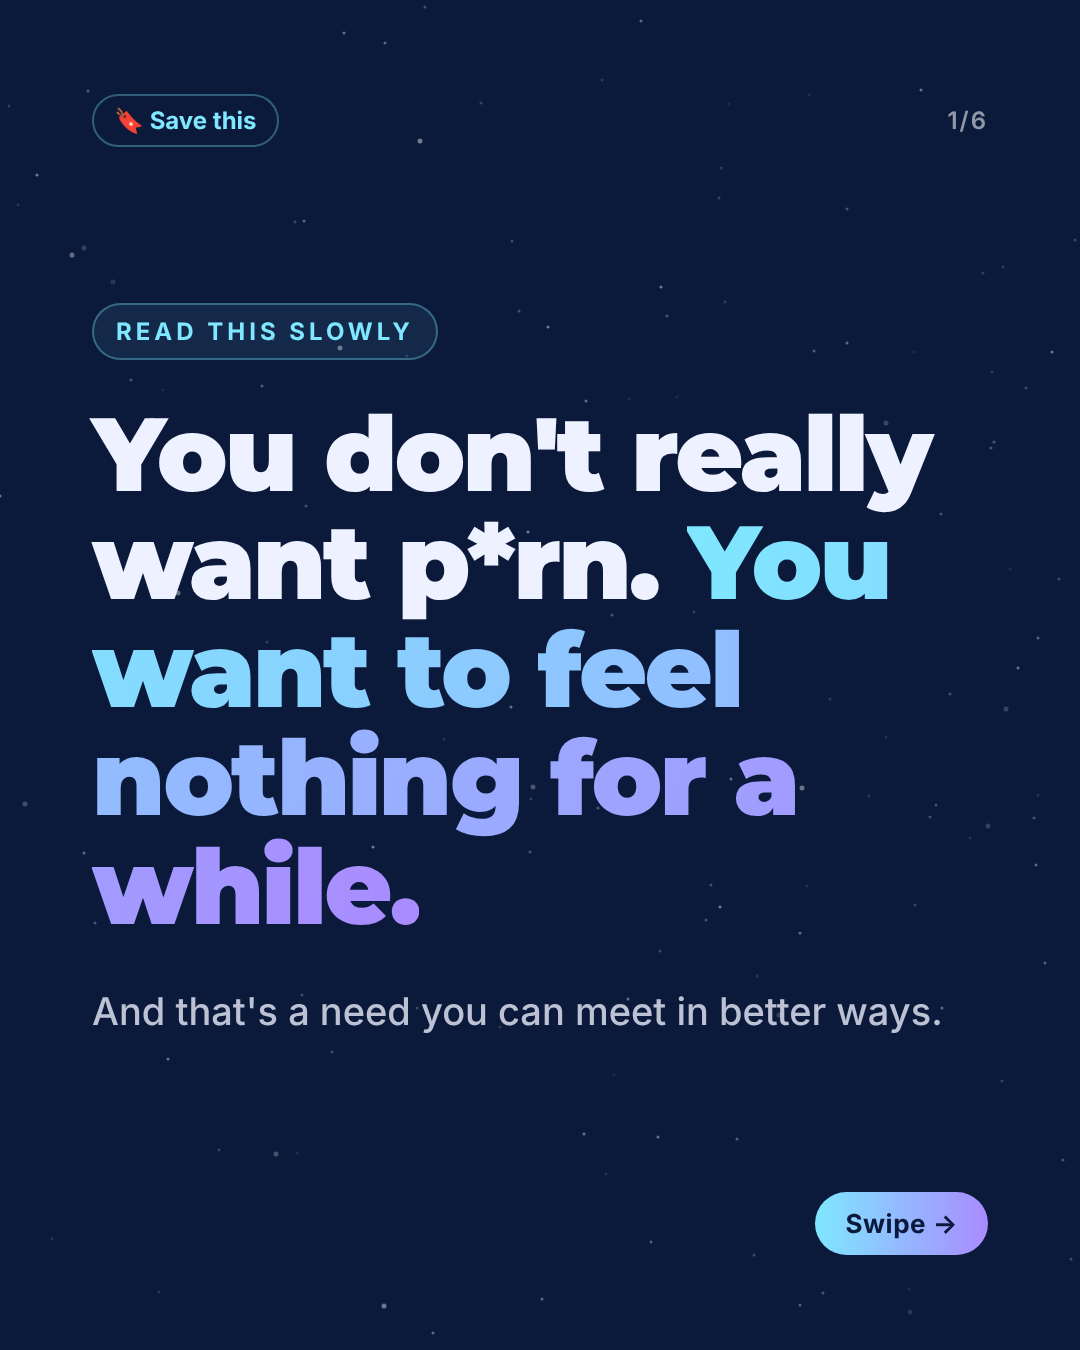 🔖 Save this
1/6
READ THIS SLOWLY
You don't really
want p*rn. You
want to feel
nothing for a
while.
And that's a need you can meet in better ways.
Swipe →